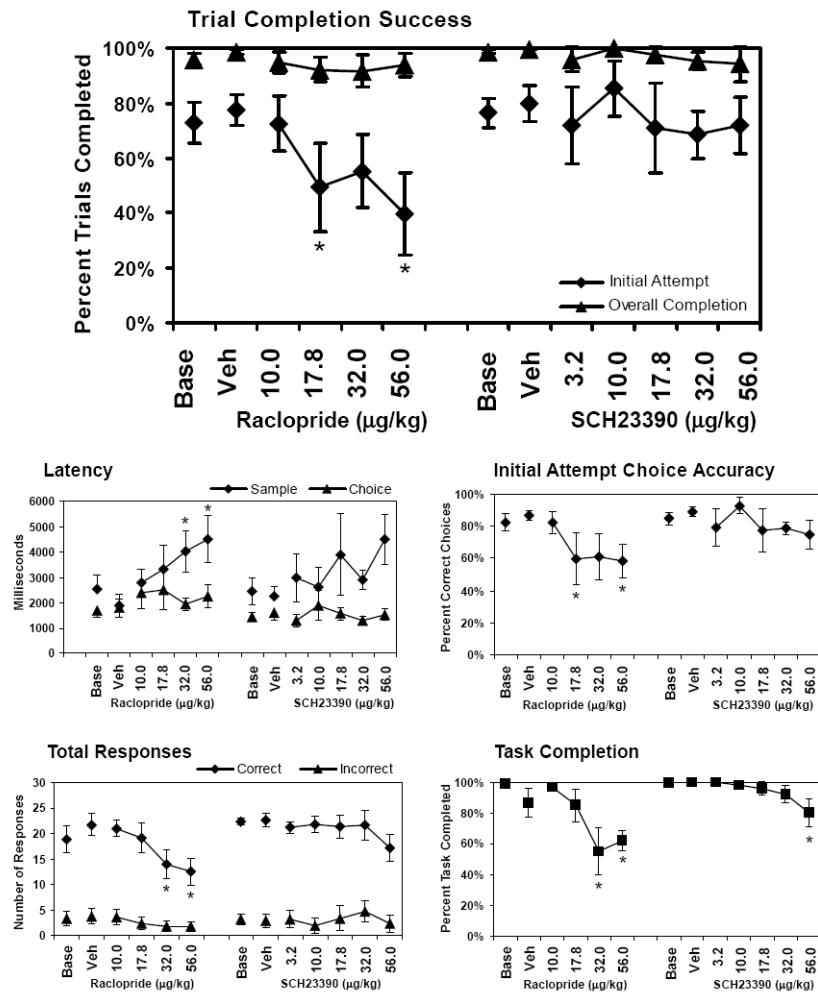 Trial Completion Success
Percent Trials Completed
100%
80%
60%
40%
20%
0%
* *
Initial Attempt
Overall Completion
Base Veh 10.0 17.8 32.0 56.0 Base Veh 3.2 10.0 17.8 32.0 56.0
Raclopride (µg/kg) SCH23390 (µg/kg)
Latency
Sample Choice
Milliseconds
6000
5000
4000
3000
2000
1000
0
* *
Base Veh 10.0 17.8 32.0 56.0 Base Veh 3.2 10.0 17.8 32.0 56.0
Raclopride (µg/kg) SCH23390 (µg/kg)
Initial Attempt Choice Accuracy
Percent Correct Choices
100%
80%
60%
40%
20%
0%
* *
Base Veh 10.0 17.8 32.0 56.0 Base Veh 3.2 10.0 17.8 32.0 56.0
Raclopride (µg/kg) SCH23390 (µg/kg)
Total Responses
Correct Incorrect
Number of Responses
30
25
20
15
10
5
0
* *
Base Veh 10.0 17.8 32.0 56.0 Base Veh 3.2 10.0 17.8 32.0 56.0
Raclopride (µg/kg) SCH23390 (µg/kg)
Task Completion
Percent Task Completed
100%
80%
60%
40%
20%
0%
* * *
Base Veh 10.0 17.8 32.0 56.0 Base Veh 3.2 10.0 17.8 32.0 56.0
Raclopride (µg/kg) SCH23390 (µg/kg)